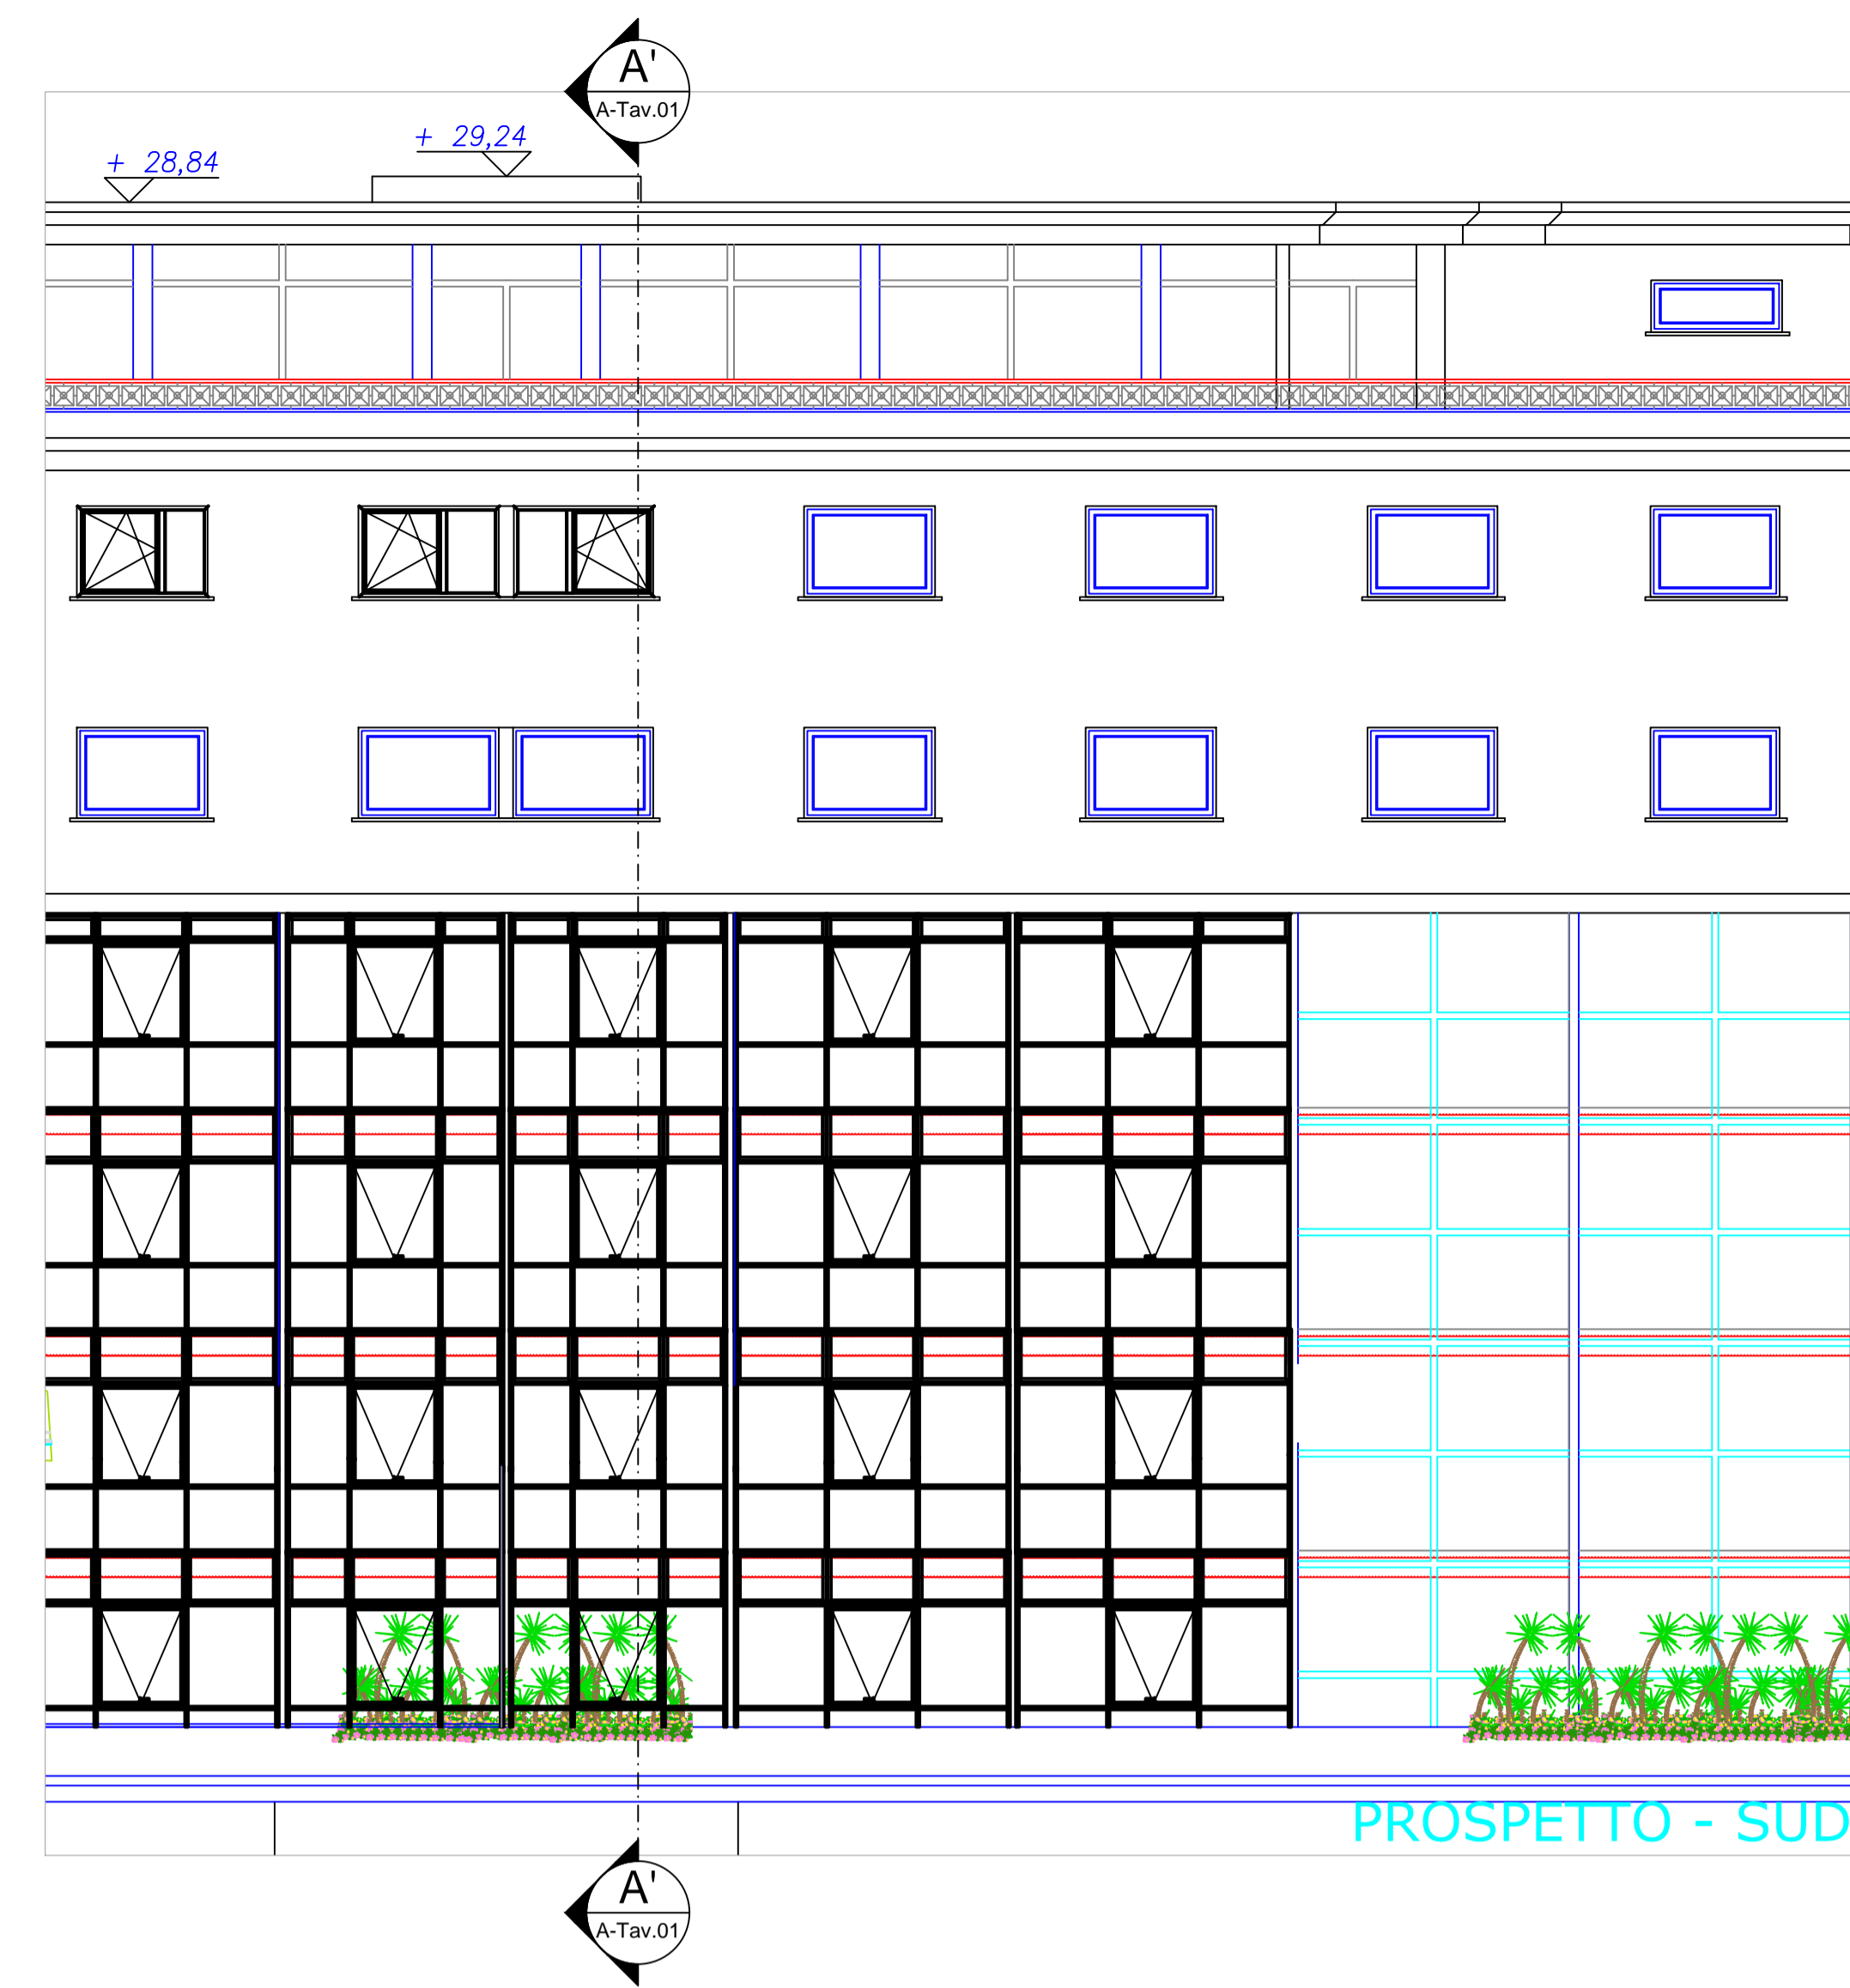 A'
A-Tav.01
+ 29,24
+ 28,84
PROSPETTO - SUD
A'
A-Tav.01